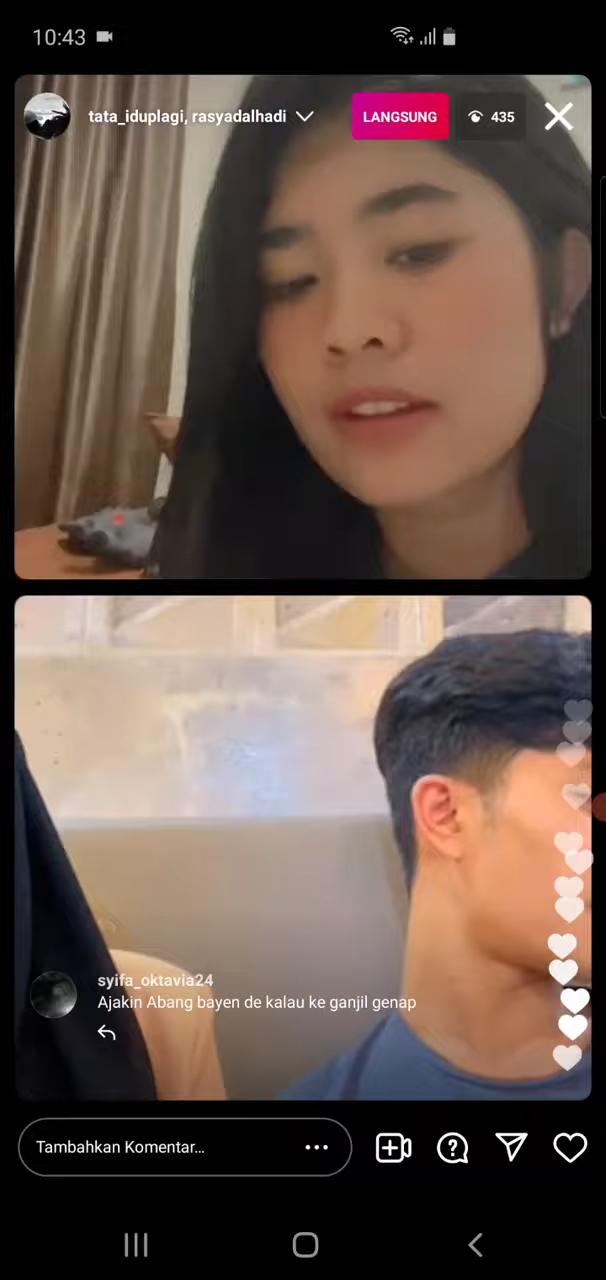 10:43
tata_iduplagi, rasyadalhadi
LANGSUNG
435
syifa_oktavia24
Ajakin Abang bayen de kalau ke ganjil genap
Tambahkan Komentar...